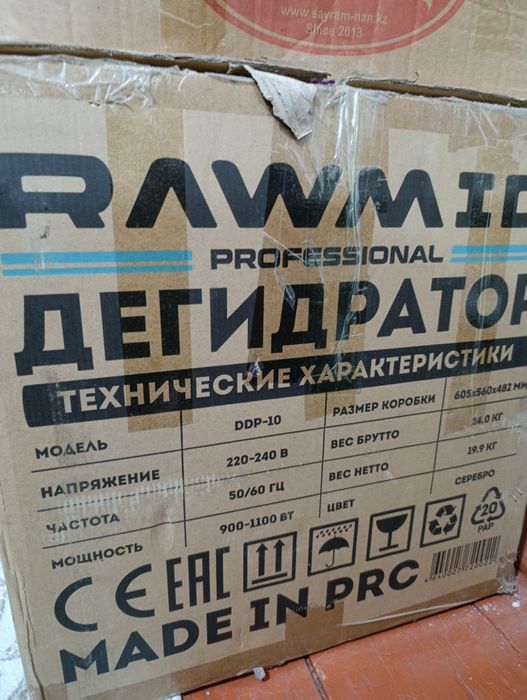 www.sayram-nan.kz
Since 2013
RAWMID
PROFESSIONAL
ДЕГИДРАТОР
ТЕХНИЧЕСКИЕ ХАРАКТЕРИСТИКИ
МОДЕЛЬ DDP-10 РАЗМЕР КОРОБКИ 605x560x482 ММ
НАПРЯЖЕНИЕ 220-240 В ВЕС БРУТТО 24.0 КГ
ЧАСТОТА 50/60 ГЦ ВЕС НЕТТО 19.9 КГ
МОЩНОСТЬ 900-1100 ВТ ЦВЕТ СЕРЕБРО
CE EAC 20
PAP
MADE IN PRC